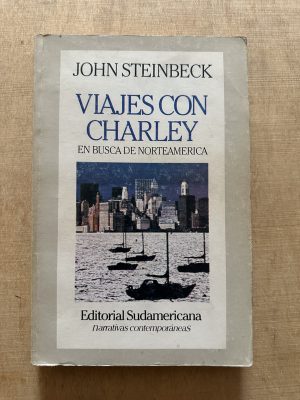 JOHN STEINBECK
VIAJES CON
CHARLEY
EN BUSCA DE NORTEAMERICA
Editorial Sudamericana
narrativas contemporáneas